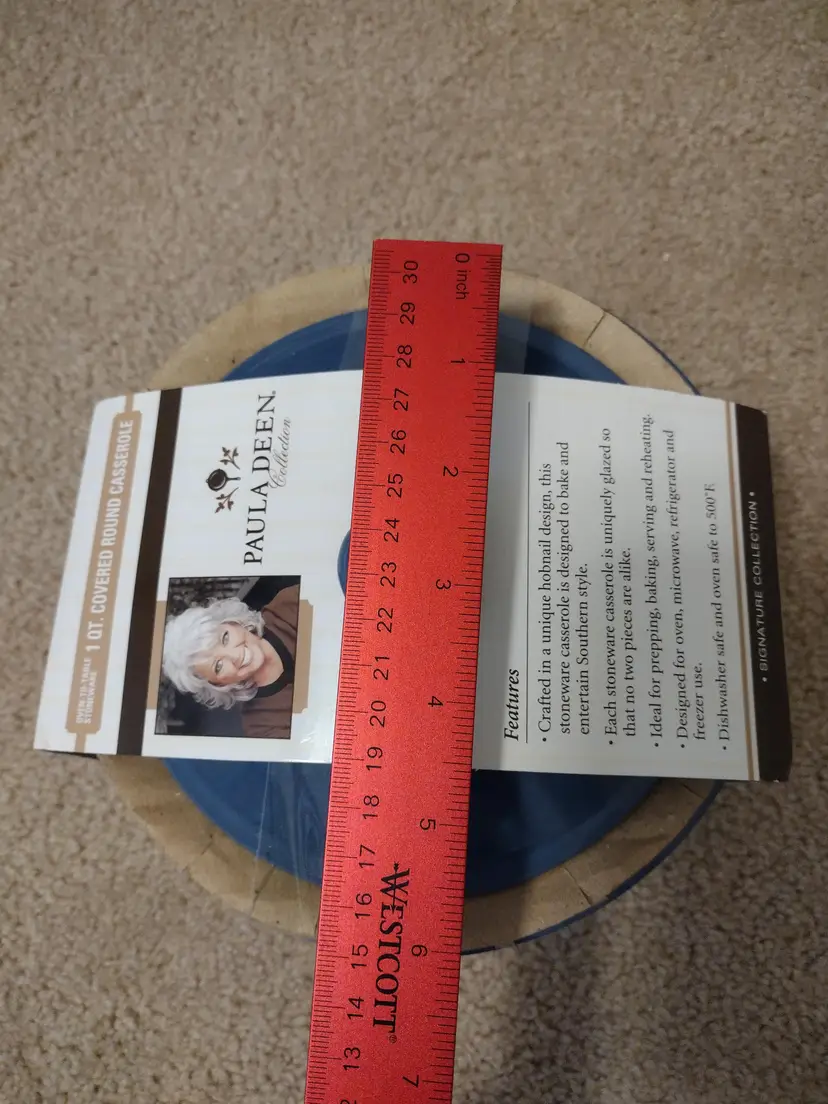 OVEN-TO-TABLE
STONEWARE
1 QT. COVERED ROUND CASSEROLE
PAULA DEEN®
Collection
30 29 28 27 26 25 24 23 22 21 20 19 18 17 16 15 14 13
WESTCOTT®
0 inch 1 2 3 4 5 6 7
Features
• Crafted in a unique hobnail design, this
stoneware casserole is designed to bake and
entertain Southern style.
• Each stoneware casserole is uniquely glazed so
that no two pieces are alike.
• Ideal for prepping, baking, serving and reheating.
• Designed for oven, microwave, refrigerator and
freezer use.
• Dishwasher safe and oven safe to 500°F.
• SIGNATURE COLLECTION •